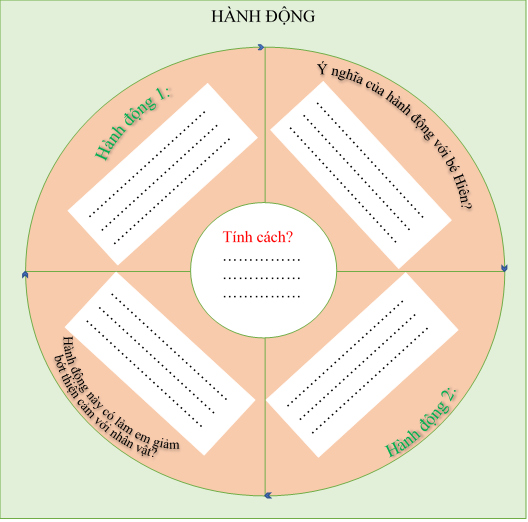 HÀNH ĐỘNG
Hành động 1:
Ý nghĩa của hành động với bé Hiên?
Tính cách?
……………
……………
……………
Hành động này có làm em giảm
bớt thiện cảm với nhân vật?
Hành động 2: